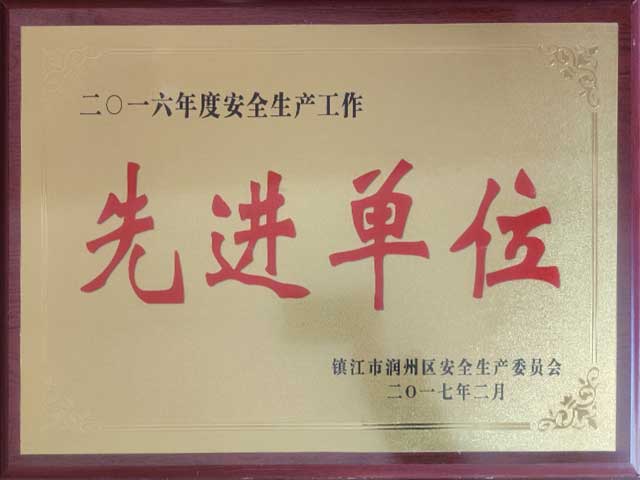 二〇一六年度安全生产工作
先进单位
镇江市润州区安全生产委员会
二〇一七年二月